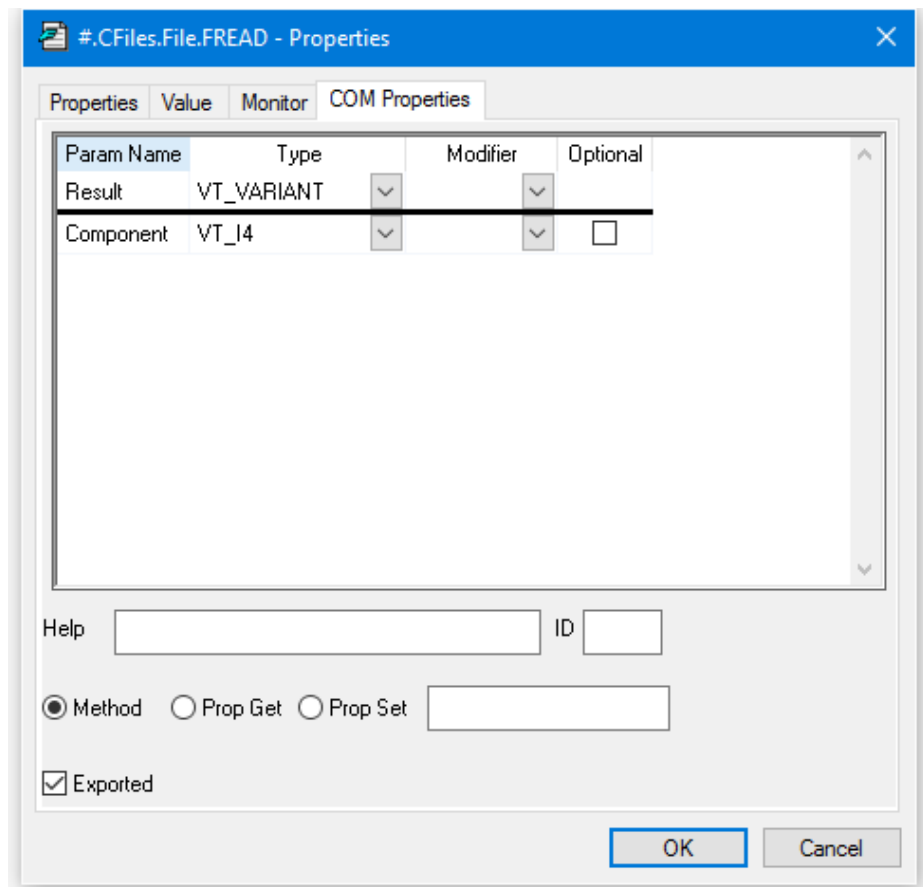 #.CFiles.File.FREAD - Properties
Properties Value Monitor COM Properties
Param Name Type Modifier Optional
Result VT_VARIANT
Component VT_I4
Help ID
Method Prop Get Prop Set
Exported
OK Cancel